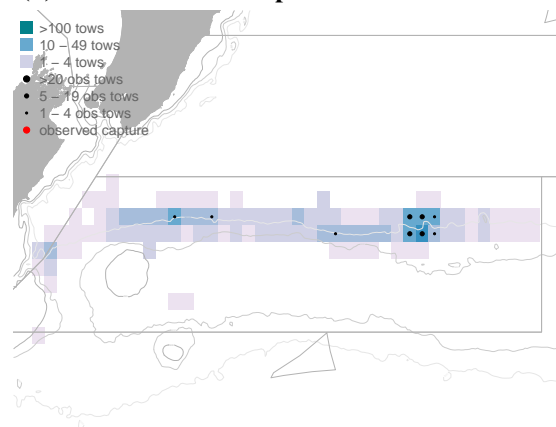 >100 tows
10 – 49 tows
1 – 4 tows
>20 obs tows
5 – 19 obs tows
1 – 4 obs tows
observed capture